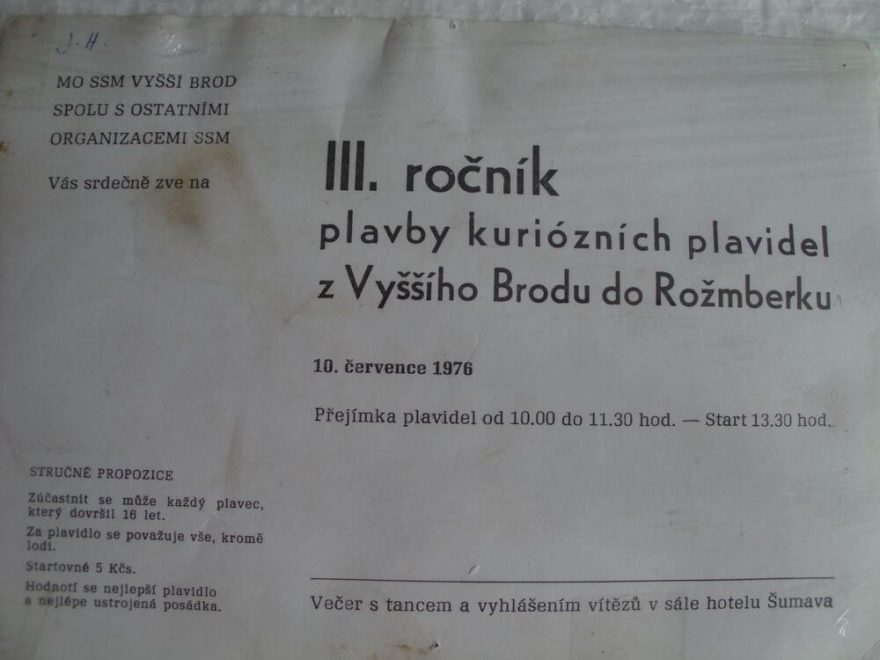 J. H.
MO SSM VYŠŠÍ BROD
SPOLU S OSTATNÍMI
ORGANIZACEMI SSM
Vás srdečně zve na
III. ročník
plavby kuriózních plavidel
z Vyššího Brodu do Rožmberku
10. července 1976
Přejímka plavidel od 10.00 do 11.30 hod. — Start 13.30 hod.
STRUČNÉ PROPOZICE
Zúčastnit se může každý plavec,
který dovršil 16 let.
Za plavidlo se považuje vše, kromě
lodí.
Startovné 5 Kčs.
Hodnotí se nejlepší plavidlo
a nejlépe ustrojená posádka.
Večer s tancem a vyhlášením vítězů v sále hotelu Šumava